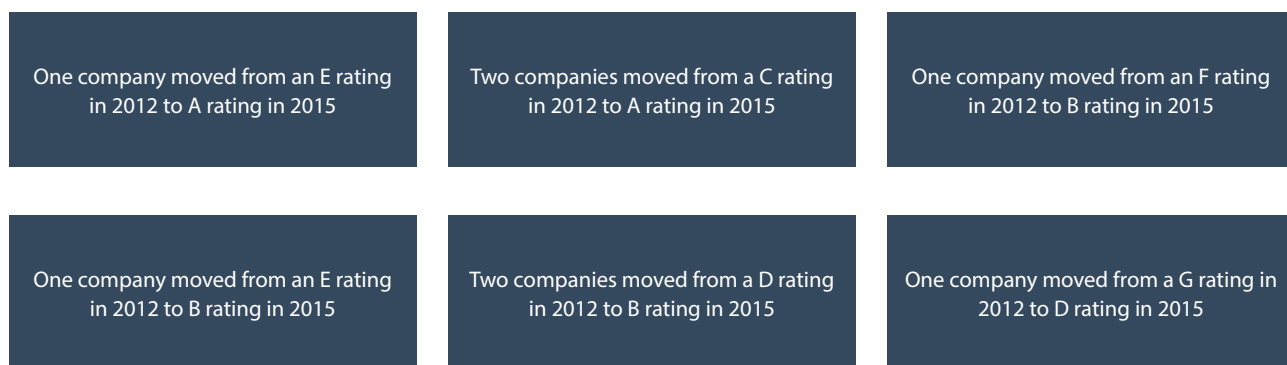 One company moved from an E rating
in 2012 to A rating in 2015
Two companies moved from a C rating
in 2012 to A rating in 2015
One company moved from an F rating
in 2012 to B rating in 2015
One company moved from an E rating
in 2012 to B rating in 2015
Two companies moved from a D rating
in 2012 to B rating in 2015
One company moved from a G rating in
2012 to D rating in 2015